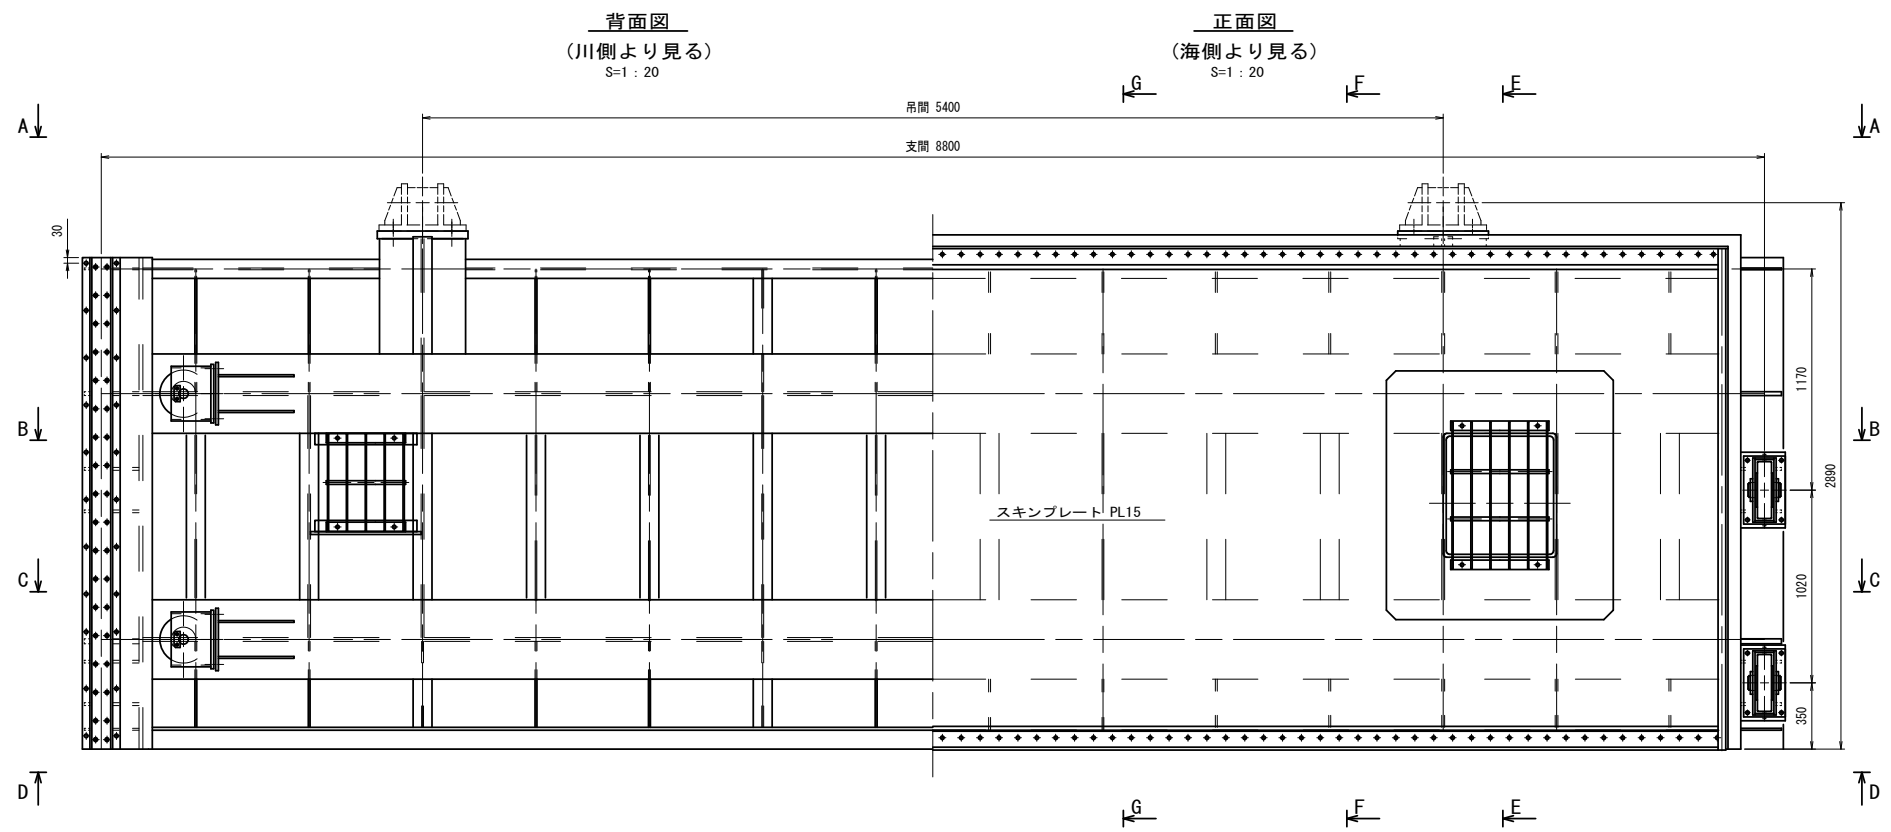 背面図
(川側より見る)
S=1 : 20
正面図
(海側より見る)
S=1 : 20
G
F
E
吊間 5400
A
A
支間 8800
30
1170
B
B
2890
スキンプレート PL15
C
C
1020
350
D
D
G
F
E